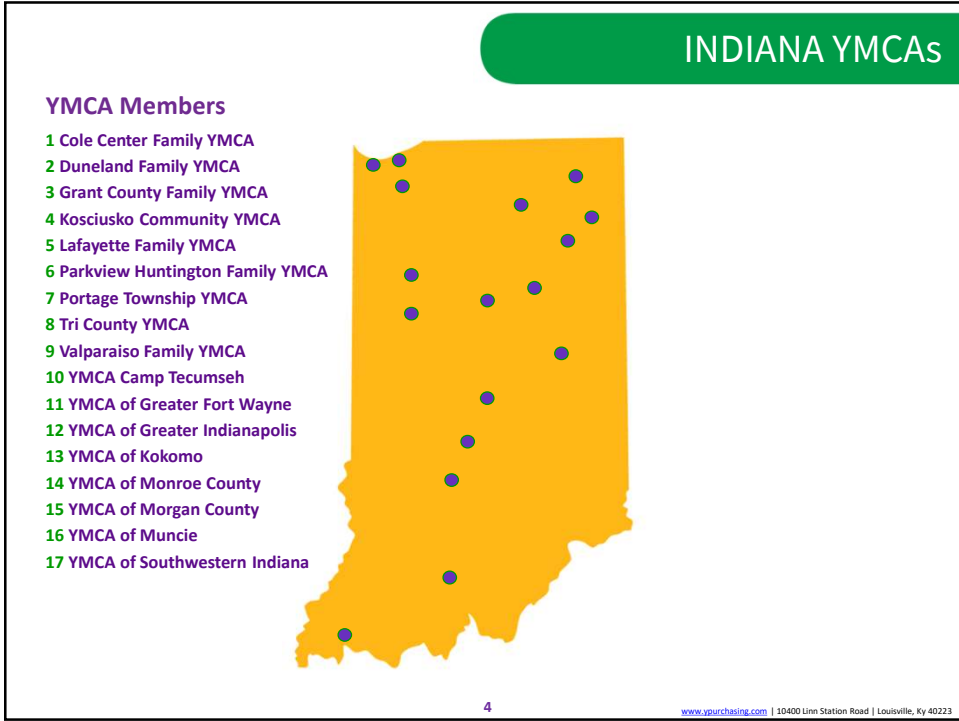 INDIANA YMCAs
YMCA Members
1 Cole Center Family YMCA
2 Duneland Family YMCA
3 Grant County Family YMCA
4 Kosciusko Community YMCA
5 Lafayette Family YMCA
6 Parkview Huntington Family YMCA
7 Portage Township YMCA
8 Tri County YMCA
9 Valparaiso Family YMCA
10 YMCA Camp Tecumseh
11 YMCA of Greater Fort Wayne
12 YMCA of Greater Indianapolis
13 YMCA of Kokomo
14 YMCA of Monroe County
15 YMCA of Morgan County
16 YMCA of Muncie
17 YMCA of Southwestern Indiana
4
www.ypurchasing.com | 10400 Linn Station Road | Louisville, Ky 40223